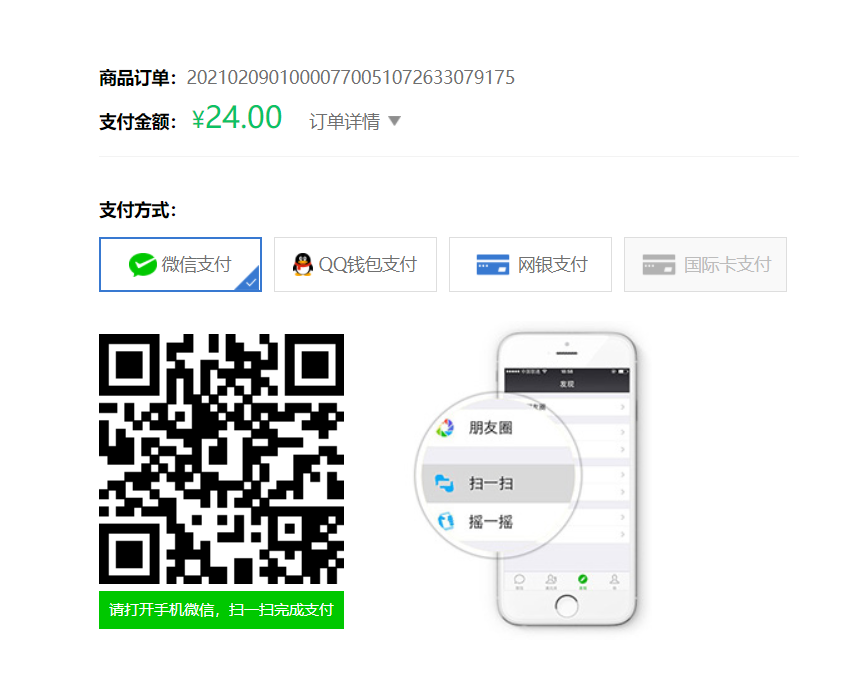 商品订单：2021020901000077005107263​3079175
支付金额：¥24.00 订单详情
支付方式：
微信支付 QQ钱包支付 网银支付 国际卡支付
发现
朋友圈
扫一扫
摇一摇
请打开手机微信，扫一扫完成支付